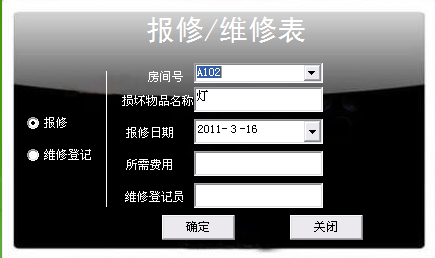 报修/维修表
房间号 A102
损坏物品名称 灯
报修
报修日期 2011- 3 -16
维修登记
所需费用
维修登记员
确定 关闭